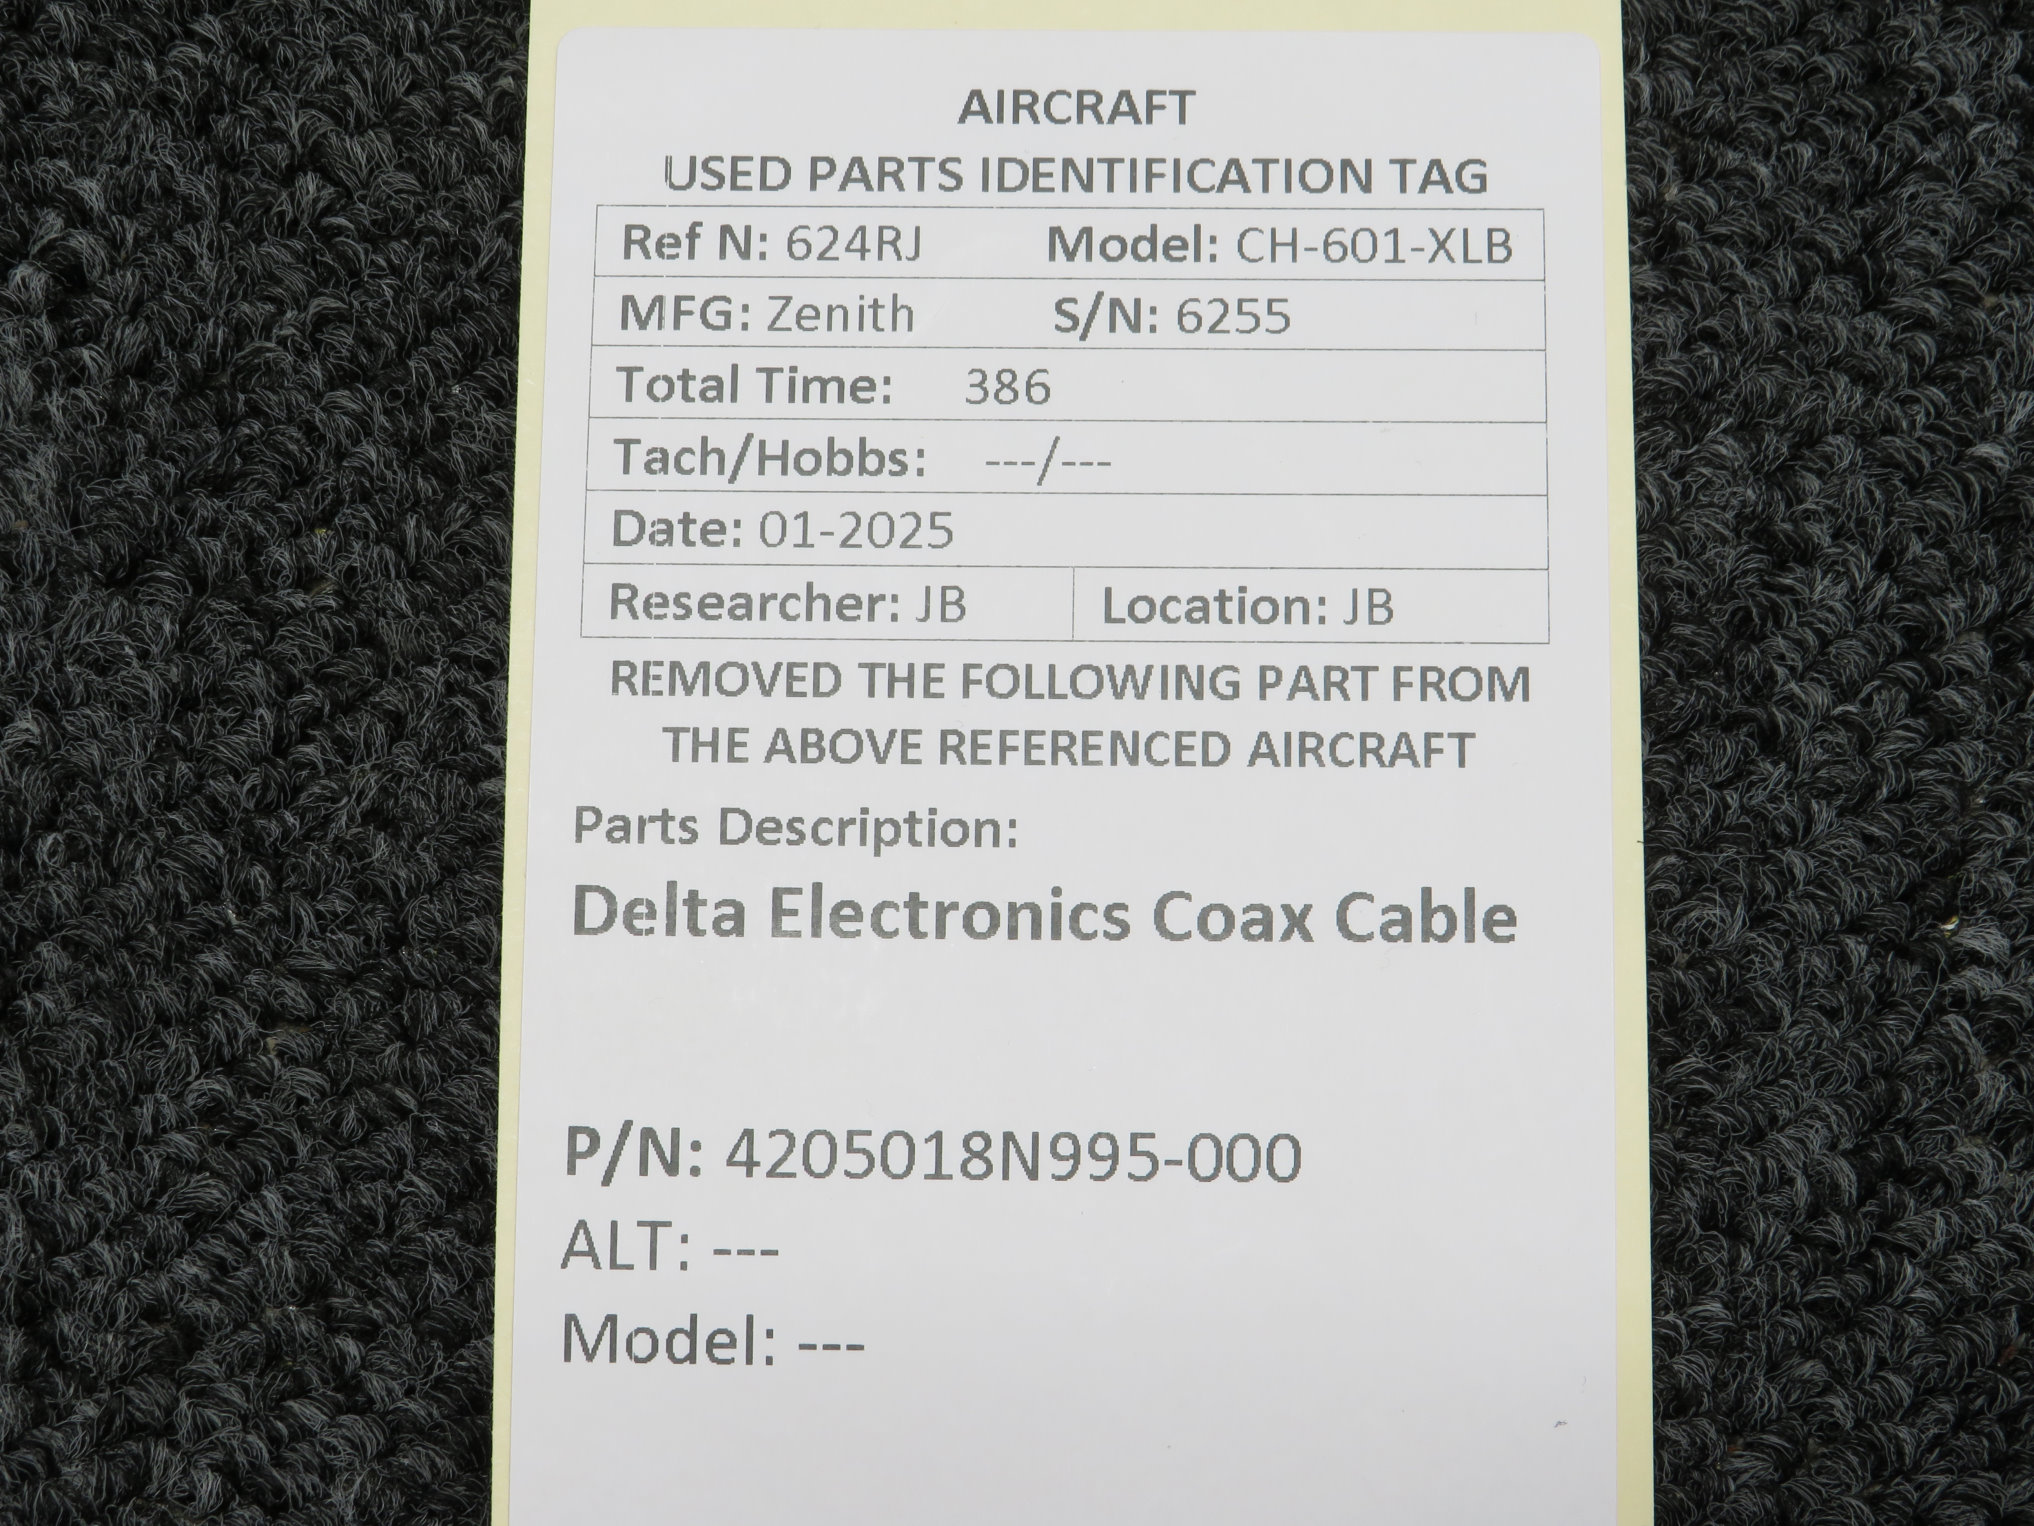 AIRCRAFT
USED PARTS IDENTIFICATION TAG
Ref N: 624RJ Model: CH-601-XLB
MFG: Zenith S/N: 6255
Total Time: 386
Tach/Hobbs: ---/---
Date: 01-2025
Researcher: JB Location: JB
REMOVED THE FOLLOWING PART FROM
THE ABOVE REFERENCED AIRCRAFT
Parts Description:
Delta Electronics Coax Cable
P/N: 4205018N995-000
ALT: ---
Model: ---